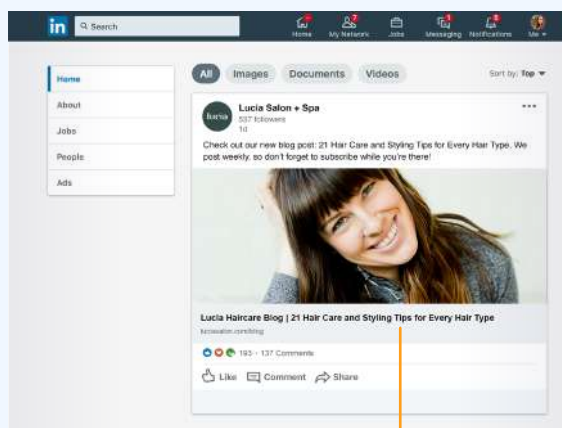 in
Search
7
1
5
Home
My Network
Jobs
Messaging
Notifications
Me
Home
About
Jobs
People
Ads
All
Images
Documents
Videos
Sort by: Top
lucia
Lucia Salon + Spa
537 followers
1d
Check out our new blog post: 21 Hair Care and Styling Tips for Every Hair Type. We
post weekly, so don't forget to subscribe while you're there!
Lucia Haircare Blog | 21 Hair Care and Styling Tips for Every Hair Type
luciasalon.com/blog
193 · 137 Comments
Like
Comment
Share